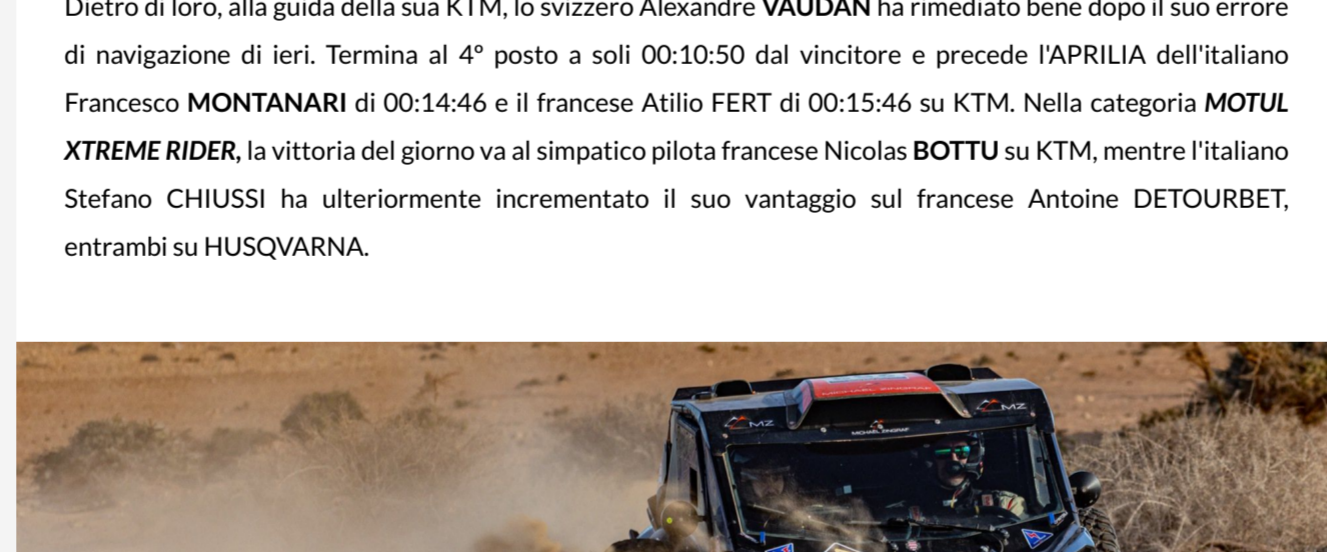 Dietro di loro, alla guida della sua KTM, lo svizzero Alexandre VAUDAN ha rimediato bene dopo il suo errore
di navigazione di ieri. Termina al 4º posto a soli 00:10:50 dal vincitore e precede l'APRILIA dell'italiano
Francesco MONTANARI di 00:14:46 e il francese Atilio FERT di 00:15:46 su KTM. Nella categoria MOTUL
XTREME RIDER, la vittoria del giorno va al simpatico pilota francese Nicolas BOTTU su KTM, mentre l'italiano
Stefano CHIUSSI ha ulteriormente incrementato il suo vantaggio sul francese Antoine DETOURBET,
entrambi su HUSQVARNA.
MZ
MICHAËL ZINGRAF
MZ